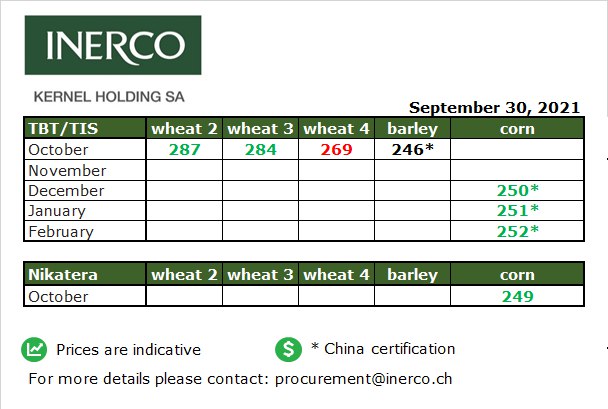 INERCO
KERNEL HOLDING SA
September 30, 2021
TBT/TIS wheat 2 wheat 3 wheat 4 barley corn
October 287 284 269 246*
November
December 250*
January 251*
February 252*
Nikatera wheat 2 wheat 3 wheat 4 barley corn
October 249
Prices are indicative $ * China certification
For more details please contact: procurement@inerco.ch